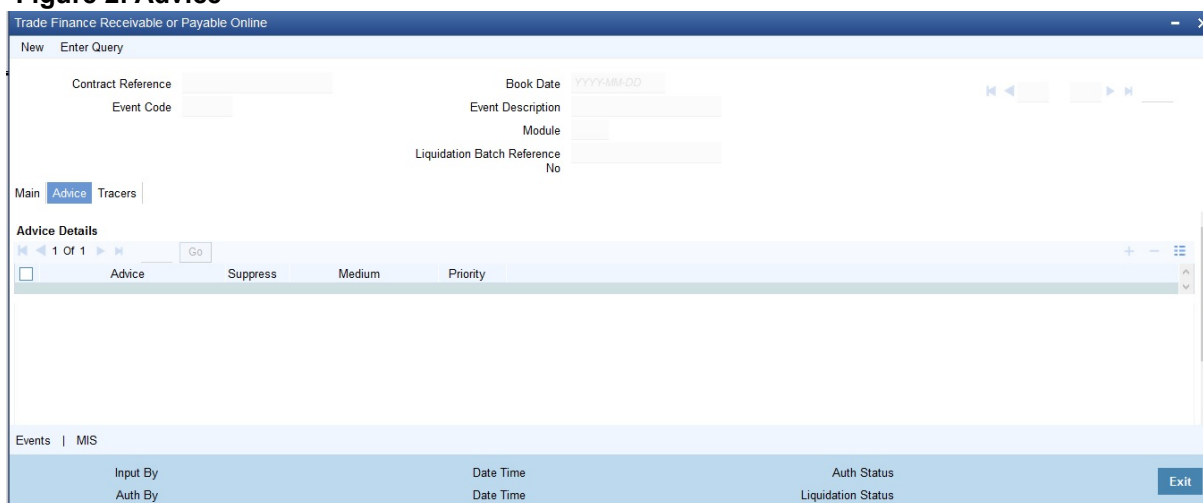 Figure 2: Advice
Trade Finance Receivable or Payable Online
New Enter Query
Contract Reference Book Date YYYY-MM-DD
Event Code Event Description
Module
Liquidation Batch Reference
No
Main Advice Tracers
Advice Details
1 Of 1 Go
Advice Suppress Medium Priority
Events | MIS
Input By Date Time Auth Status
Auth By Date Time Liquidation Status
Exit